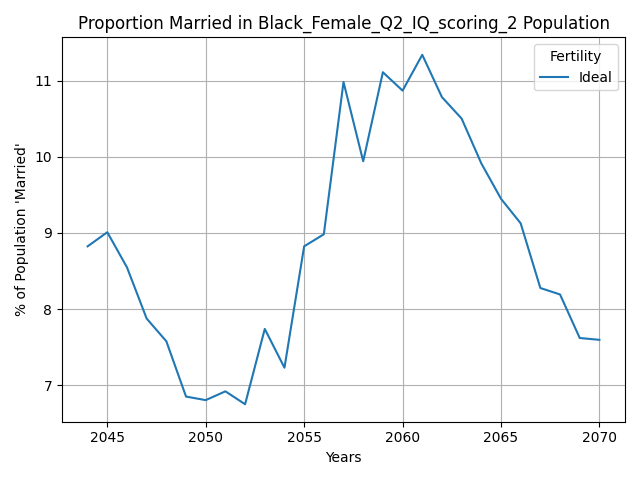 Proportion Married in Black_Female_Q2_IQ_scoring_2 Population
Fertility
Ideal
% of Population 'Married'
11
10
9
8
7
2045 2050 2055 2060 2065 2070
Years